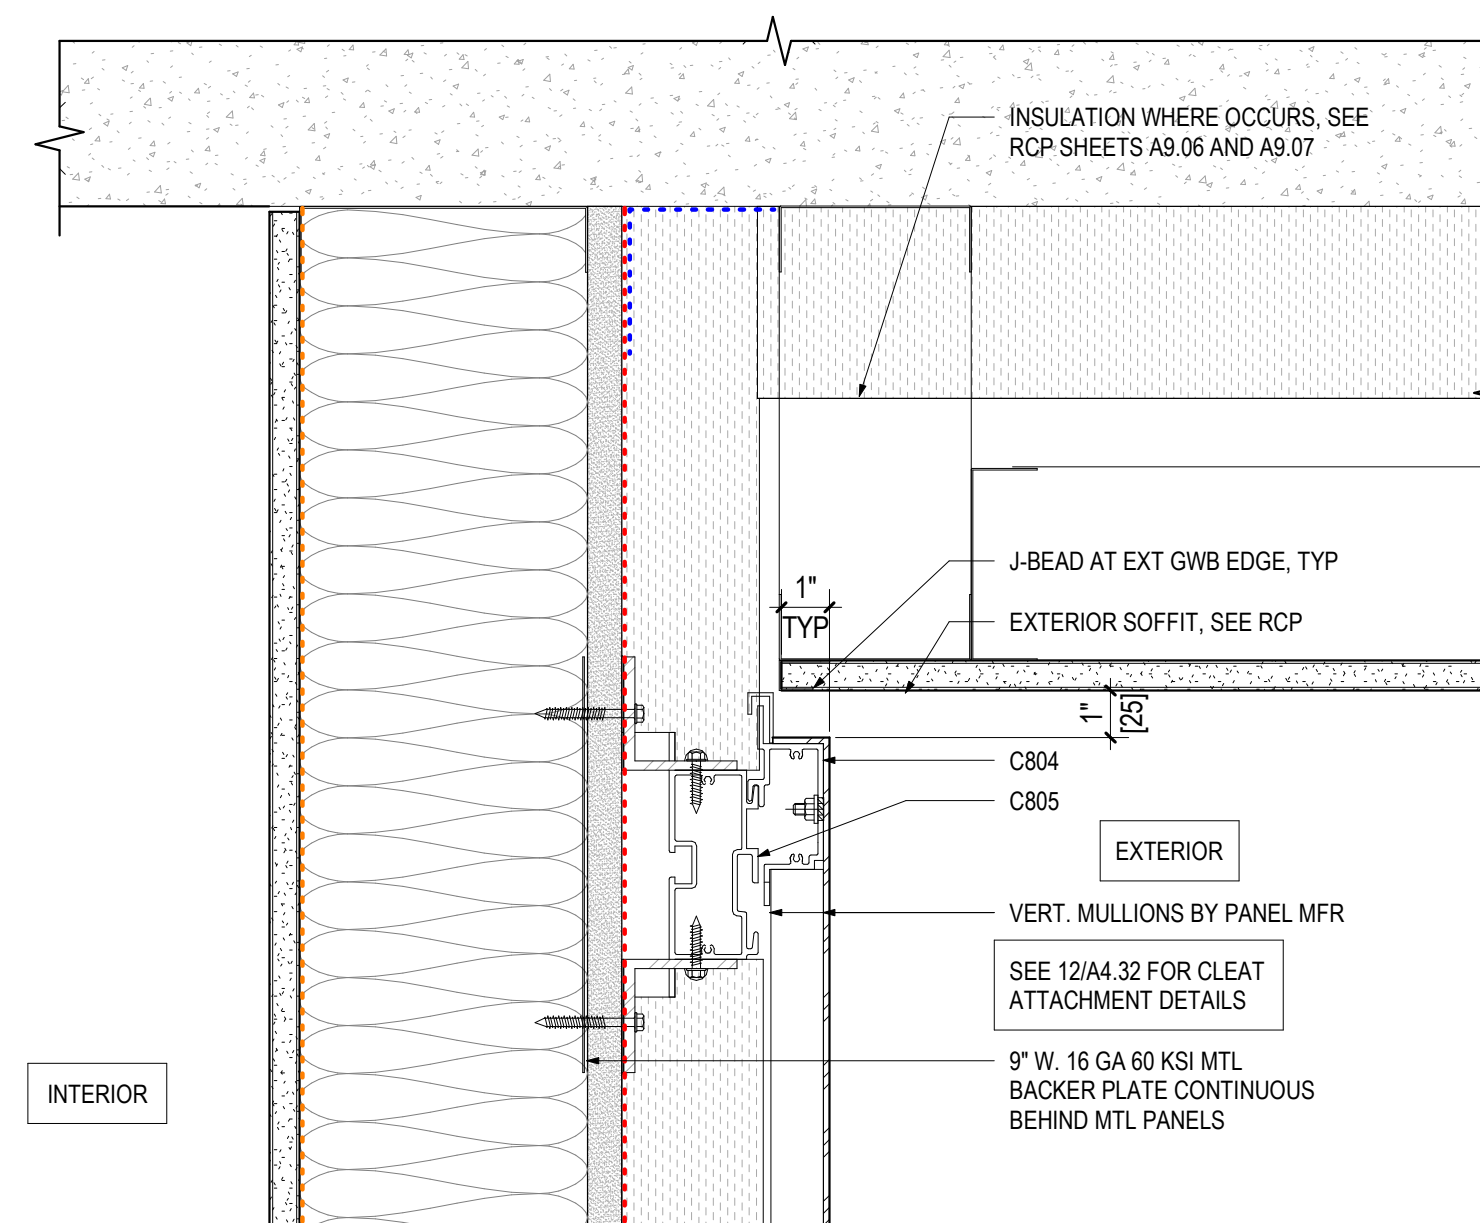 INSULATION WHERE OCCURS, SEE
RCP SHEETS A9.06 AND A9.07
J-BEAD AT EXT GWB EDGE, TYP
1"
TYP
EXTERIOR SOFFIT, SEE RCP
1"
[25]
C804
C805
EXTERIOR
VERT. MULLIONS BY PANEL MFR
SEE 12/A4.32 FOR CLEAT
ATTACHMENT DETAILS
9" W. 16 GA 60 KSI MTL
BACKER PLATE CONTINUOUS
BEHIND MTL PANELS
INTERIOR